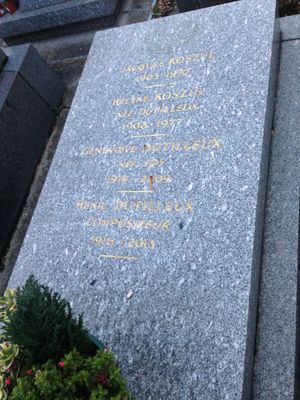 JACQUES KOSZUL
HÉLÈNE KOSZUL
NÉE DUTILLEUX
GENEVIÈVE DUTILLEUX
NÉE JOY
1919 - 2009
HENRI DUTILLEUX
COMPOSITEUR
1916 - 2013